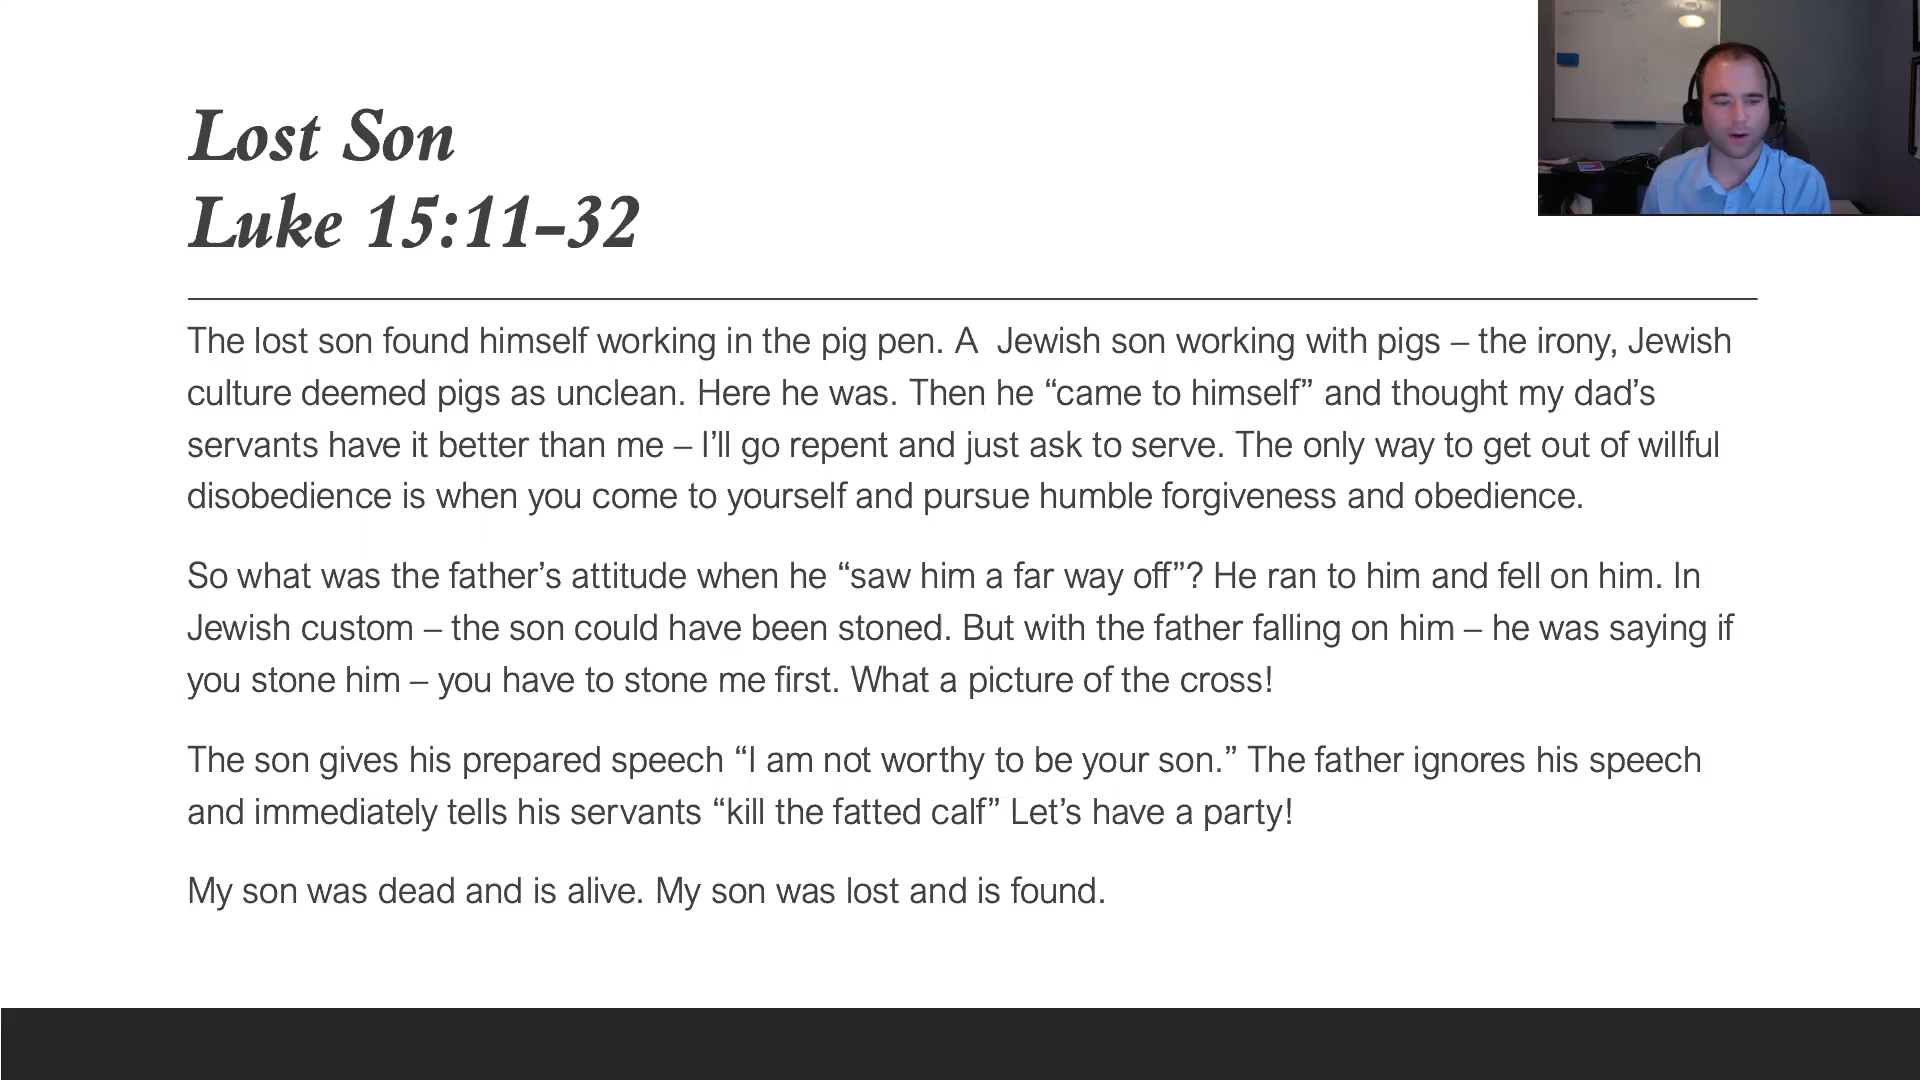 Lost Son
Luke 15:11–32
The lost son found himself working in the pig pen. A  Jewish son working with pigs – the irony, Jewish
culture deemed pigs as unclean. Here he was. Then he “came to himself” and thought my dad’s
servants have it better than me – I’ll go repent and just ask to serve. The only way to get out of willful
disobedience is when you come to yourself and pursue humble forgiveness and obedience.
So what was the father’s attitude when he “saw him a far way off”? He ran to him and fell on him. In
Jewish custom – the son could have been stoned. But with the father falling on him – he was saying if
you stone him – you have to stone me first. What a picture of the cross!
The son gives his prepared speech “I am not worthy to be your son.” The father ignores his speech
and immediately tells his servants “kill the fatted calf” Let’s have a party!
My son was dead and is alive. My son was lost and is found.